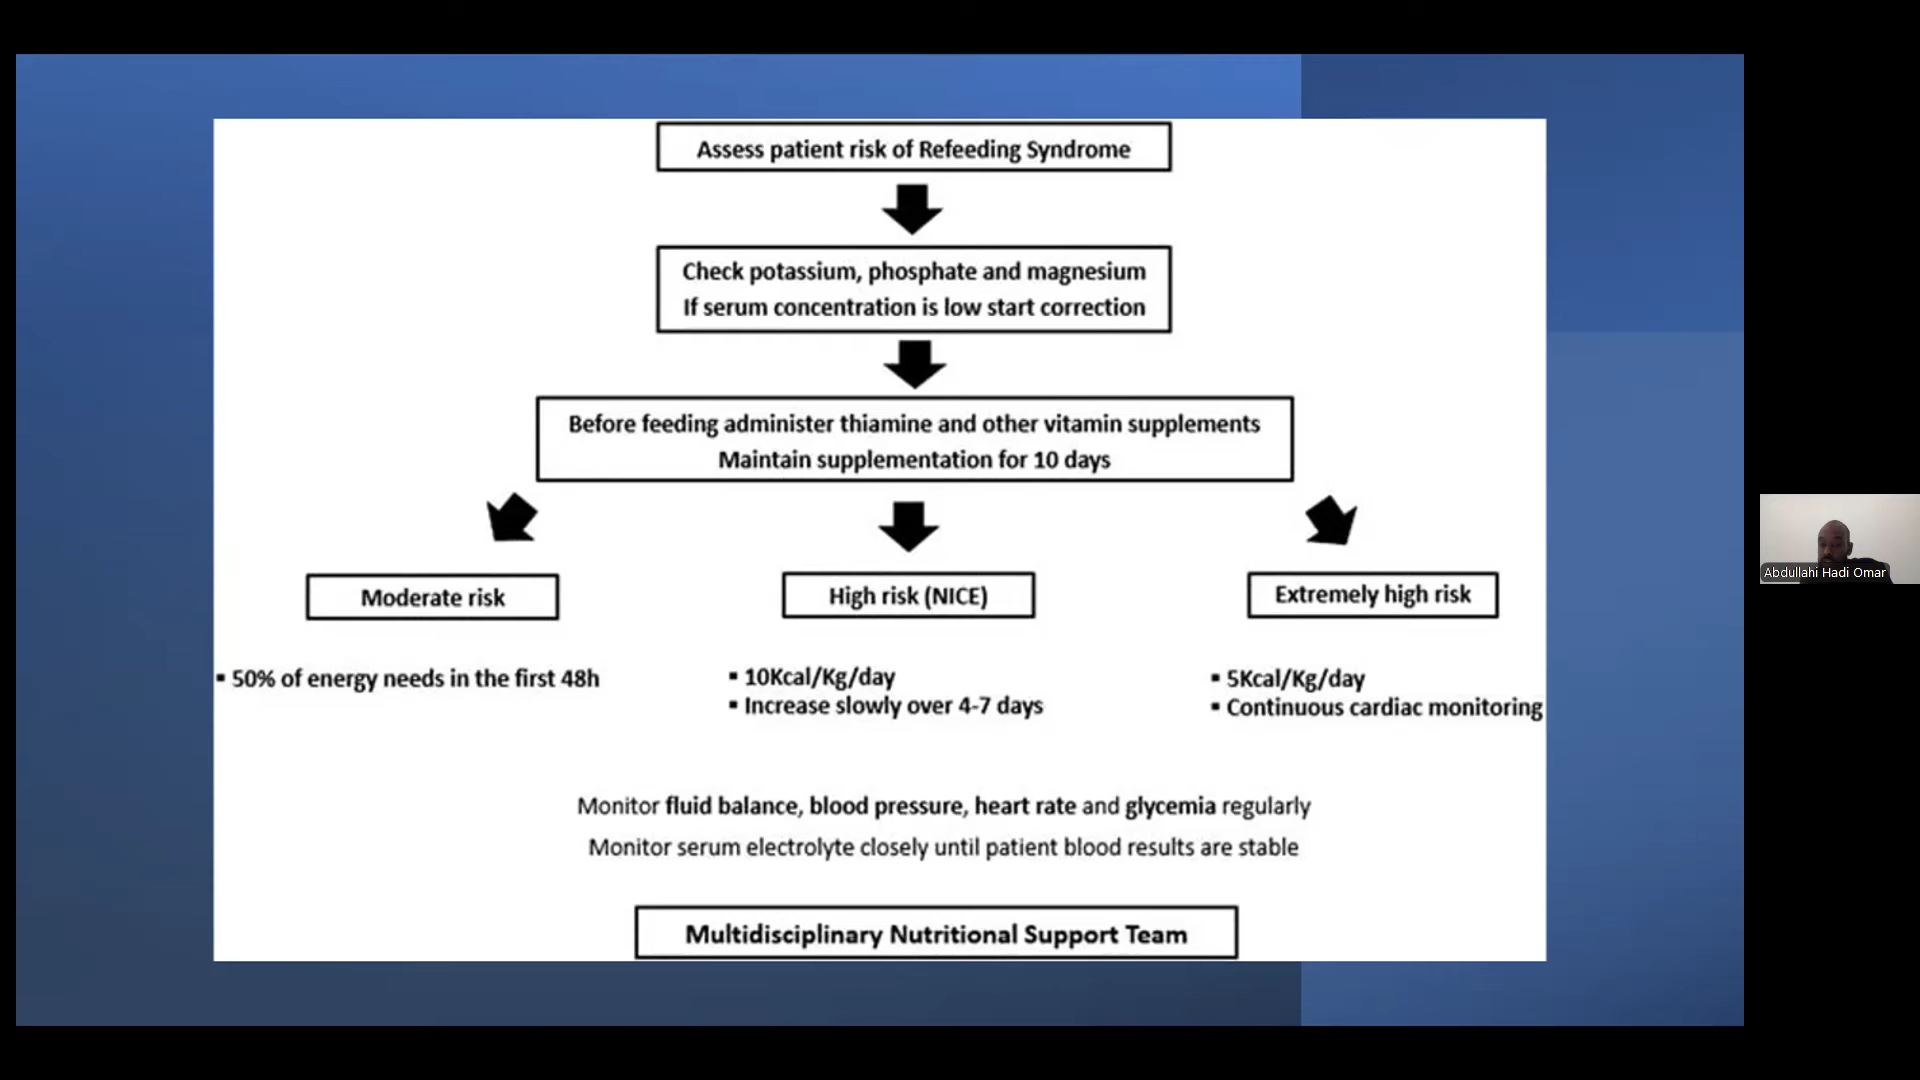 Assess patient risk of Refeeding Syndrome
Check potassium, phosphate and magnesium
If serum concentration is low start correction
Before feeding administer thiamine and other vitamin supplements
Maintain supplementation for 10 days
Moderate risk
▪ 50% of energy needs in the first 48h
High risk (NICE)
▪ 10Kcal/Kg/day
▪ Increase slowly over 4-7 days
Extremely high risk
▪ 5Kcal/Kg/day
▪ Continuous cardiac monitoring
Monitor fluid balance, blood pressure, heart rate and glycemia regularly
Monitor serum electrolyte closely until patient blood results are stable
Multidisciplinary Nutritional Support Team
Abdullahi Hadi Omar